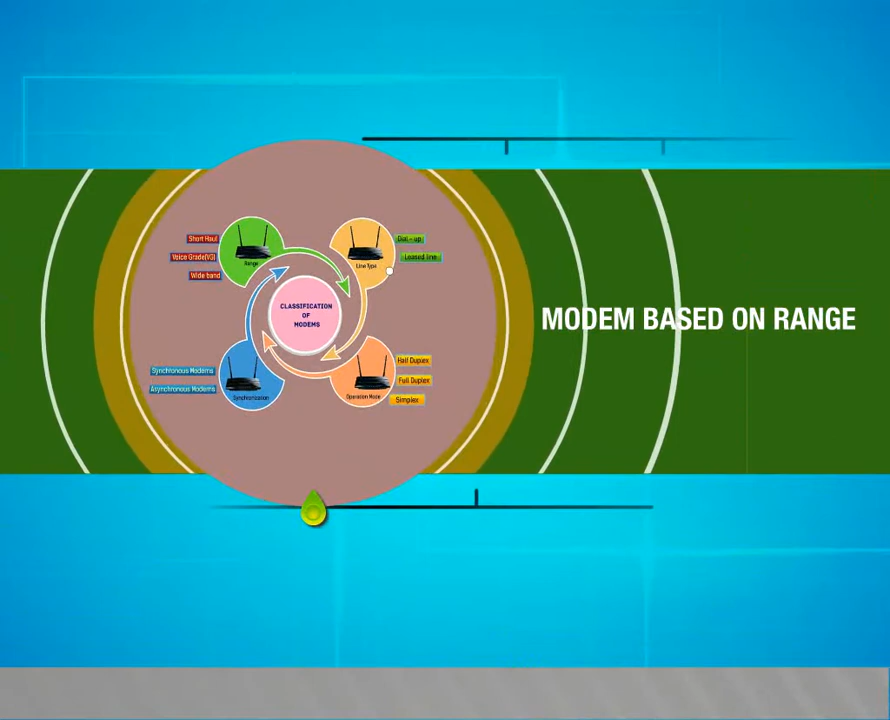 Short Haul
Voice Grade(VG)
Wide band
Range
Line Type
Dial - up
Leased line
CLASSIFICATION
OF
MODEMS
MODEM BASED ON RANGE
Synchronous Modems
Asynchronous Modems
Synchronization
Operation Mode
Half Duplex
Full Duplex
Simplex